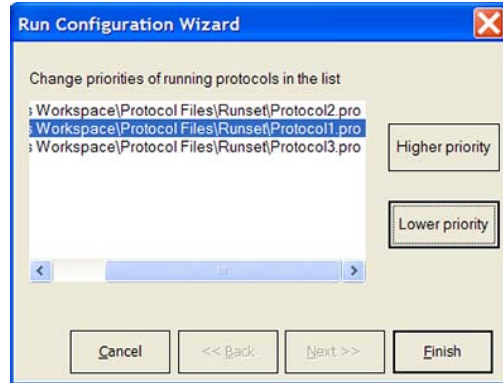 Run Configuration Wizard
Change priorities of running protocols in the list
s Workspace\Protocol Files\Runset\Protocol2.pro
s Workspace\Protocol Files\Runset\Protocol1.pro
s Workspace\Protocol Files\Runset\Protocol3.pro
Higher priority
Lower priority
Cancel
<< Back
Next >>
Finish